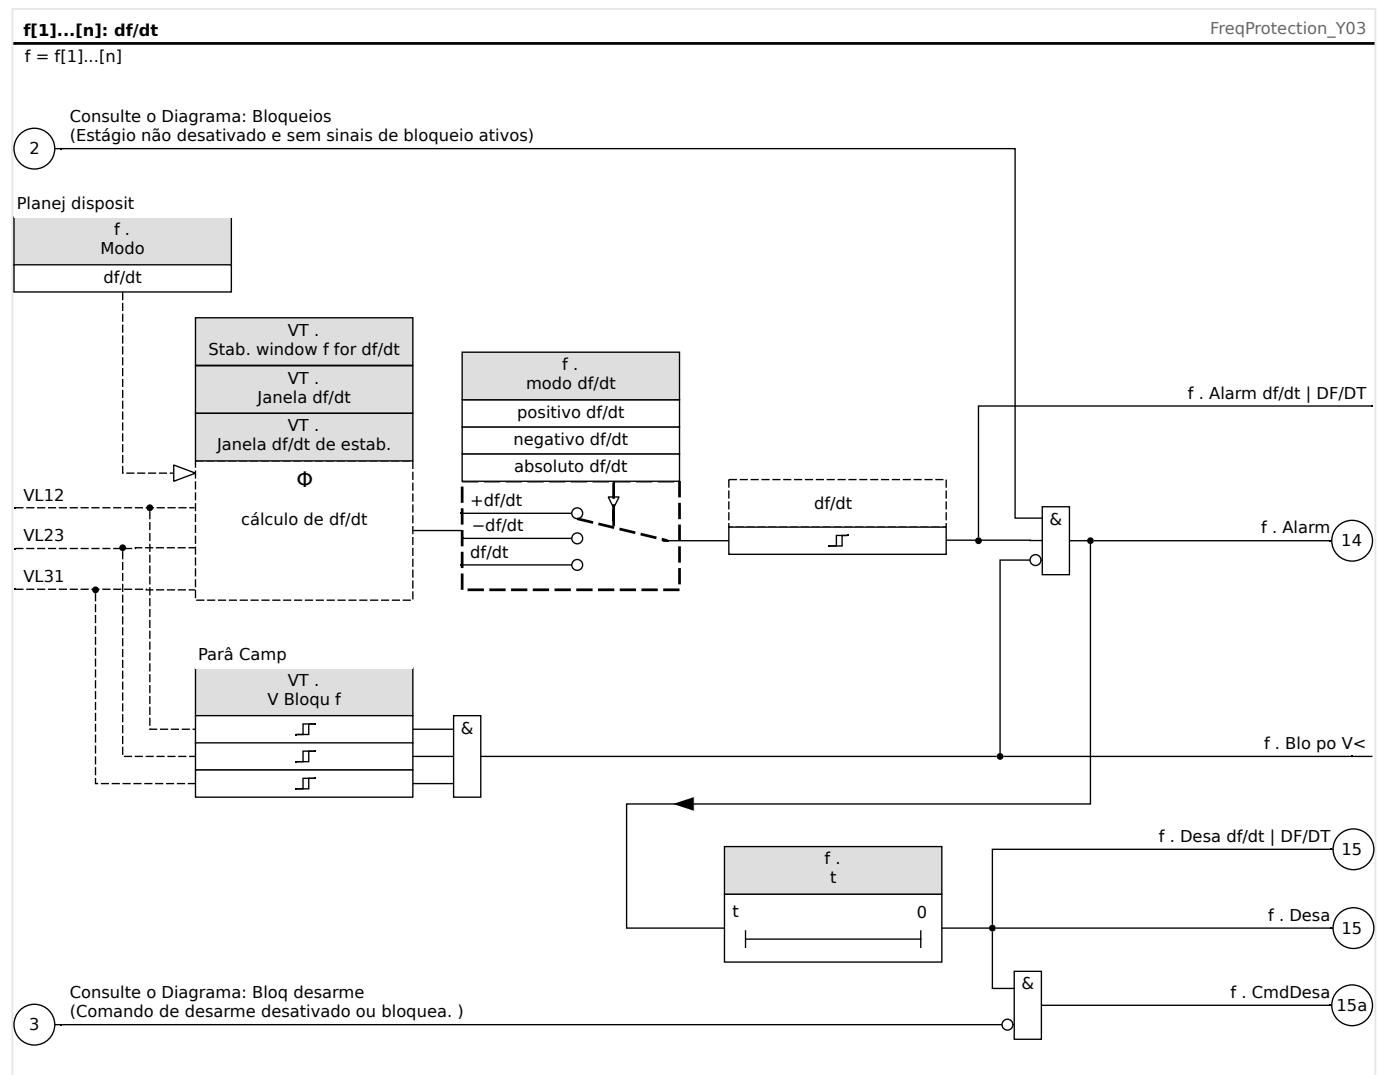 f[1]...[n]: df/dt
FreqProtection_Y03
f = f[1]...[n]
Consulte o Diagrama: Bloqueios
(Estágio não desativado e sem sinais de bloqueio ativos)
2
Planej disposit
f .
Modo
df/dt
VT .
Stab. window f for df/dt
VT .
Janela df/dt
VT .
Janela df/dt de estab.
Φ
cálculo de df/dt
f .
modo df/dt
positivo df/dt
negativo df/dt
absoluto df/dt
+df/dt
−df/dt
df/dt
df/dt
&
f . Alarm df/dt | DF/DT
f . Alarm
14
VL12
VL23
VL31
Parâ Camp
VT .
V Bloqu f
&
f . Blo po V<
f .
t
t
0
f . Desa df/dt | DF/DT
15
f . Desa
15
&
f . CmdDesa
15a
Consulte o Diagrama: Bloq desarme
(Comando de desarme desativado ou bloquea. )
3